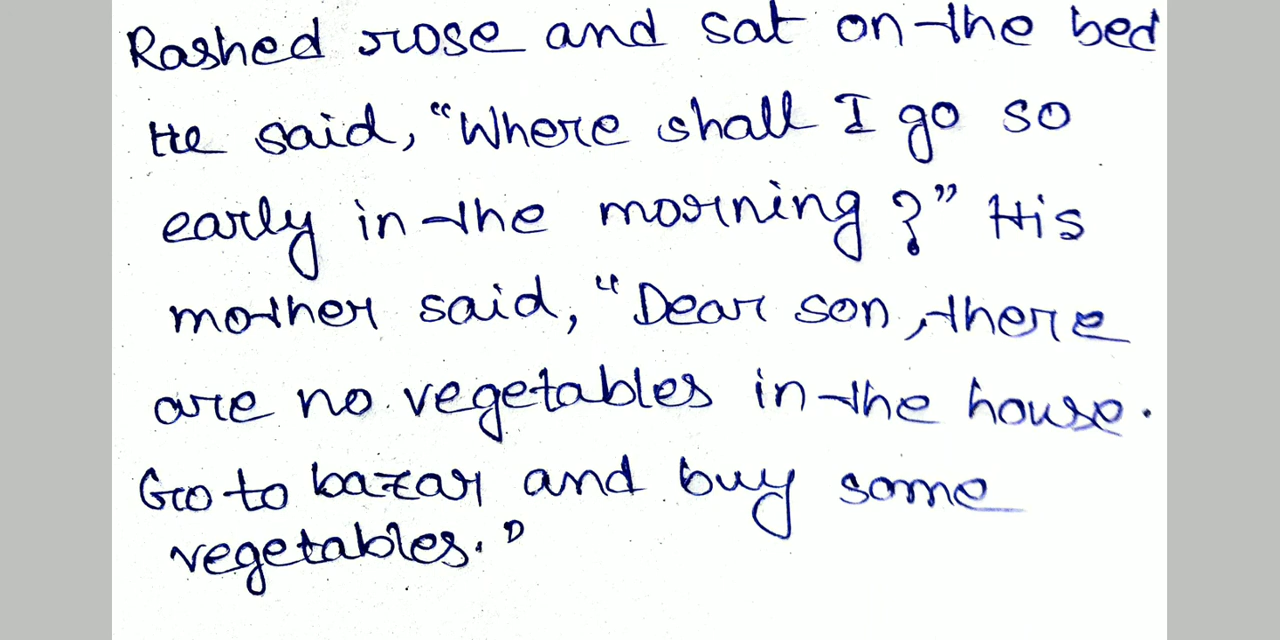 Rashed rose and sat on the bed
He said, "Where shall I go so
early in the morning?" His
mother said, "Dear son, there
are no vegetables in the house.
Go to bazar and buy some
vegetables."